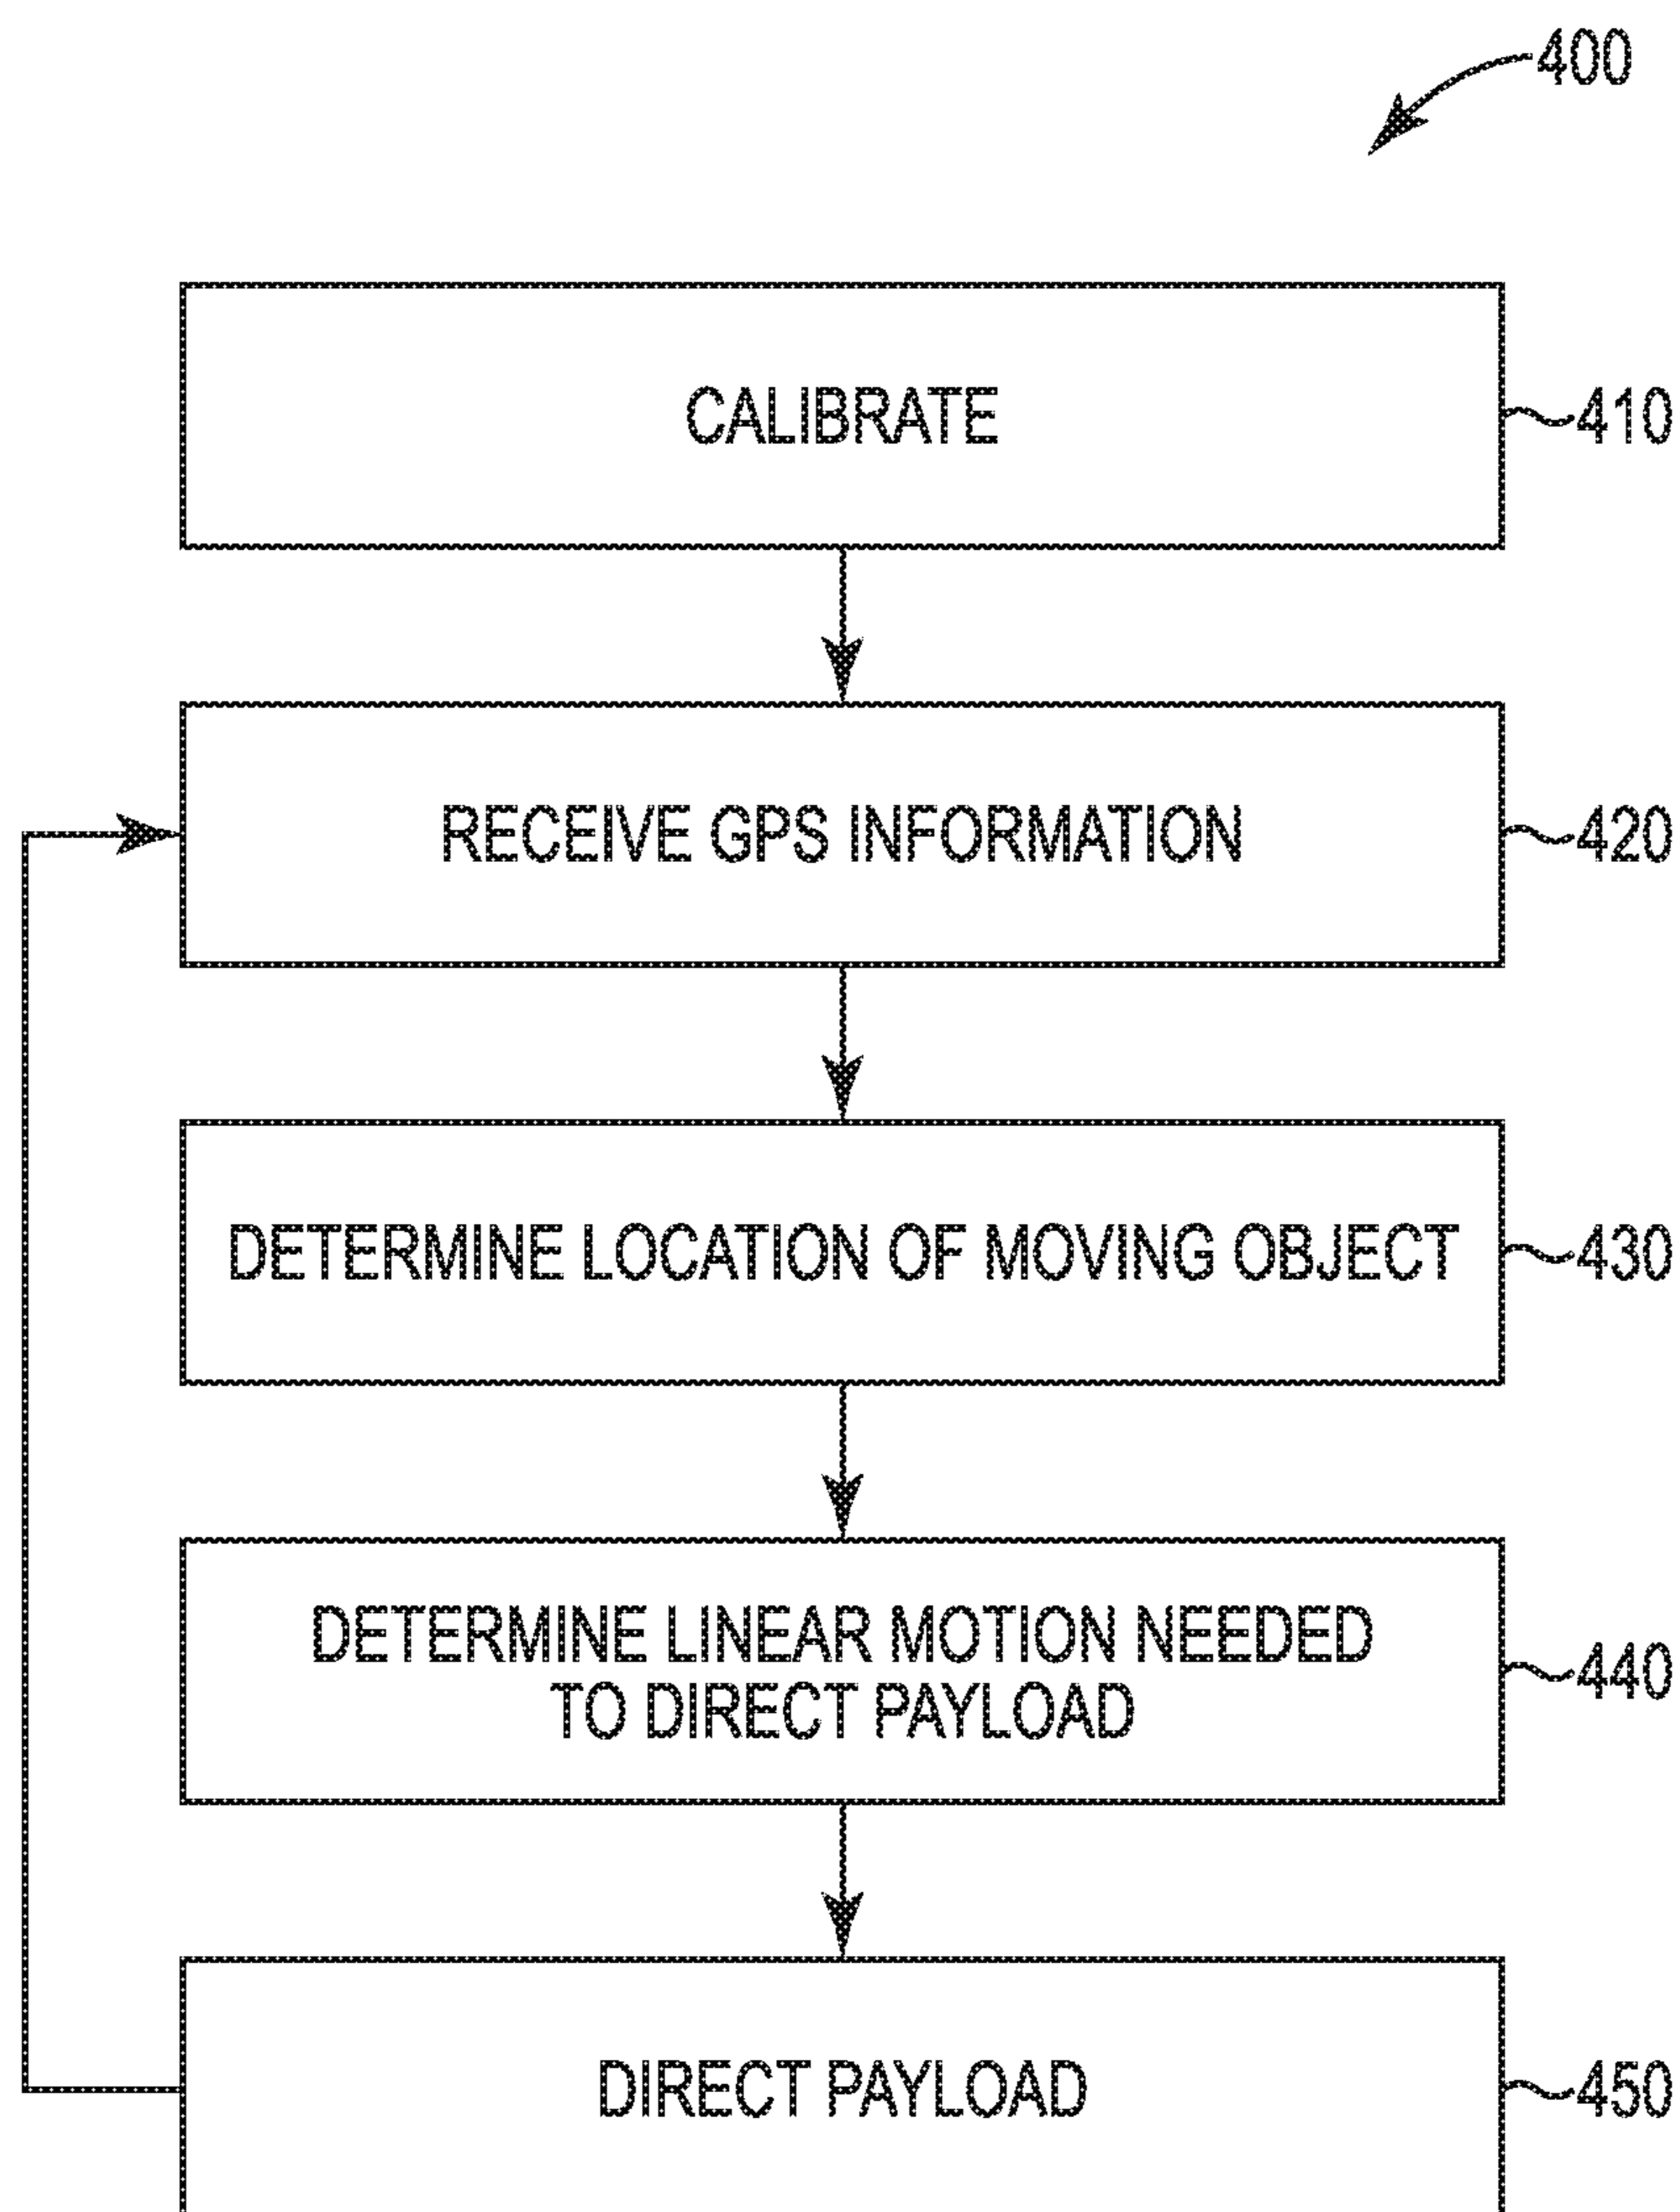 400
CALIBRATE
410
RECEIVE GPS INFORMATION
420
DETERMINE LOCATION OF MOVING OBJECT
430
DETERMINE LINEAR MOTION NEEDED
TO DIRECT PAYLOAD
440
DIRECT PAYLOAD
450